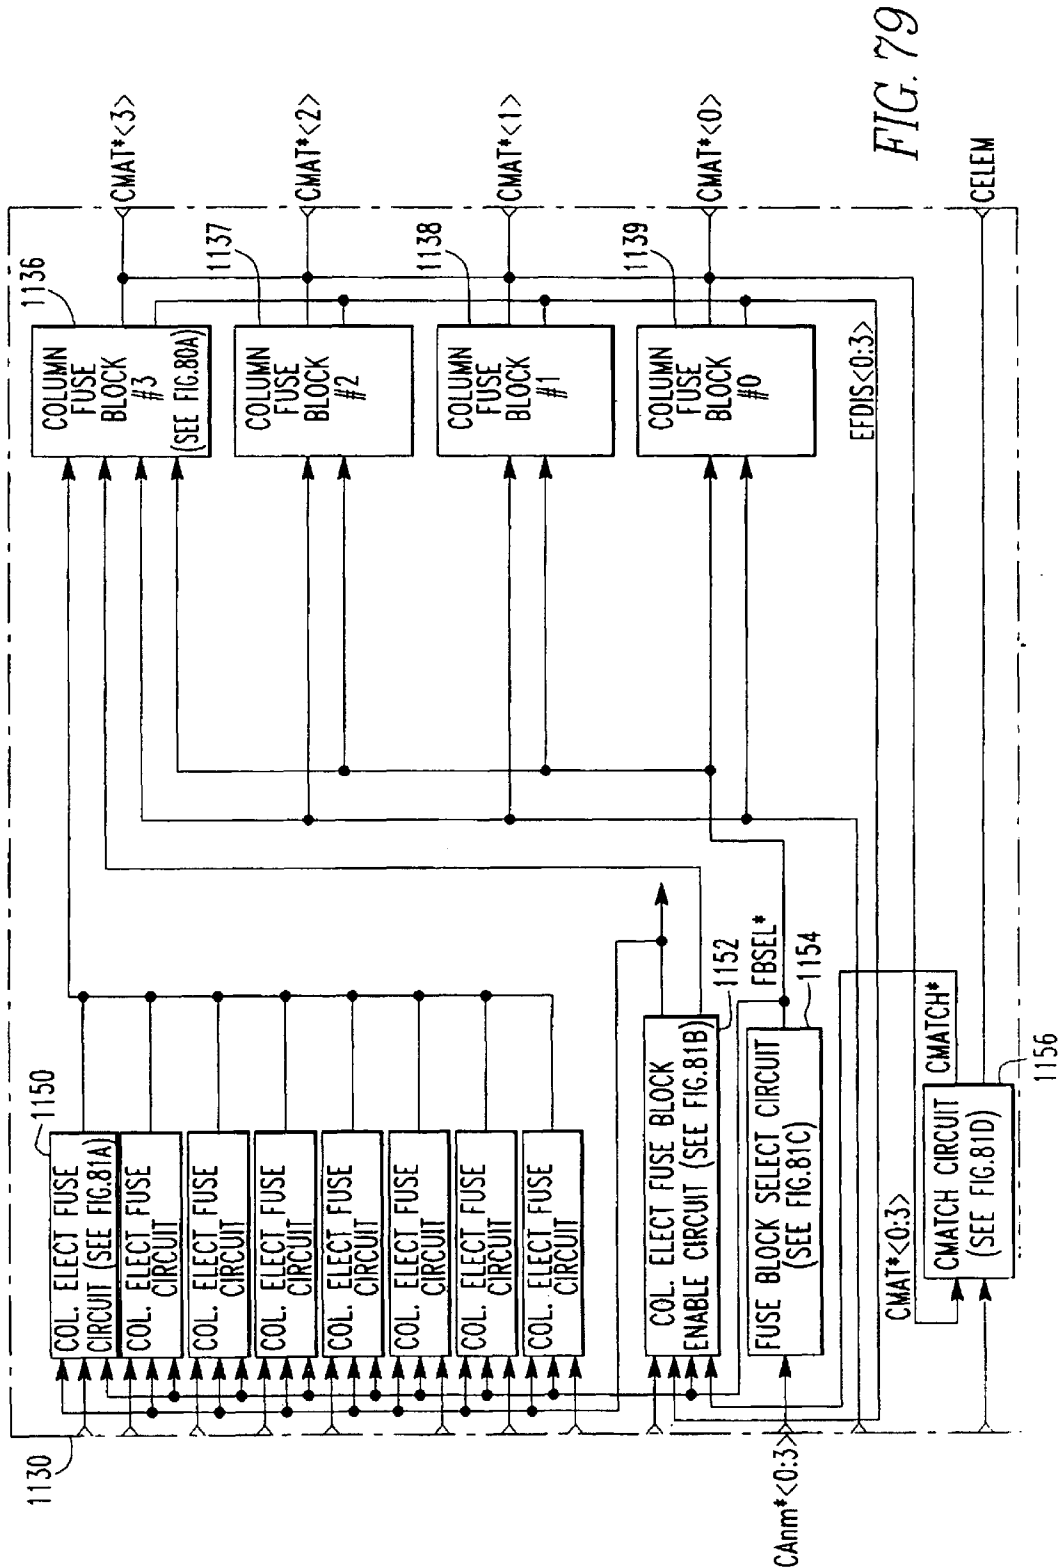 1130
1150
COL. ELECT FUSE
CIRCUIT (SEE FIG.81A)
COL. ELECT FUSE
CIRCUIT
COL. ELECT FUSE
CIRCUIT
COL. ELECT FUSE
CIRCUIT
COL. ELECT FUSE
CIRCUIT
COL. ELECT FUSE
CIRCUIT
COL. ELECT FUSE
CIRCUIT
COL. ELECT FUSE
CIRCUIT
COL. ELECT FUSE BLOCK
ENABLE CIRCUIT (SEE FIG.81B)
1152
FBSEL*
FUSE BLOCK SELECT CIRCUIT
(SEE FIG.81C)
1154
CAnm*<0:3>
CMAT*<0:3>
CMATCH*
CMATCH CIRCUIT
(SEE FIG.81D)
1156
1136
COLUMN
FUSE
BLOCK
#3
(SEE FIG.80A)
CMAT*<3>
1137
COLUMN
FUSE
BLOCK
#2
CMAT*<2>
1138
COLUMN
FUSE
BLOCK
#1
CMAT*<1>
1139
COLUMN
FUSE
BLOCK
#0
CMAT*<0>
EFDIS<0:3>
CELEM
FIG. 79